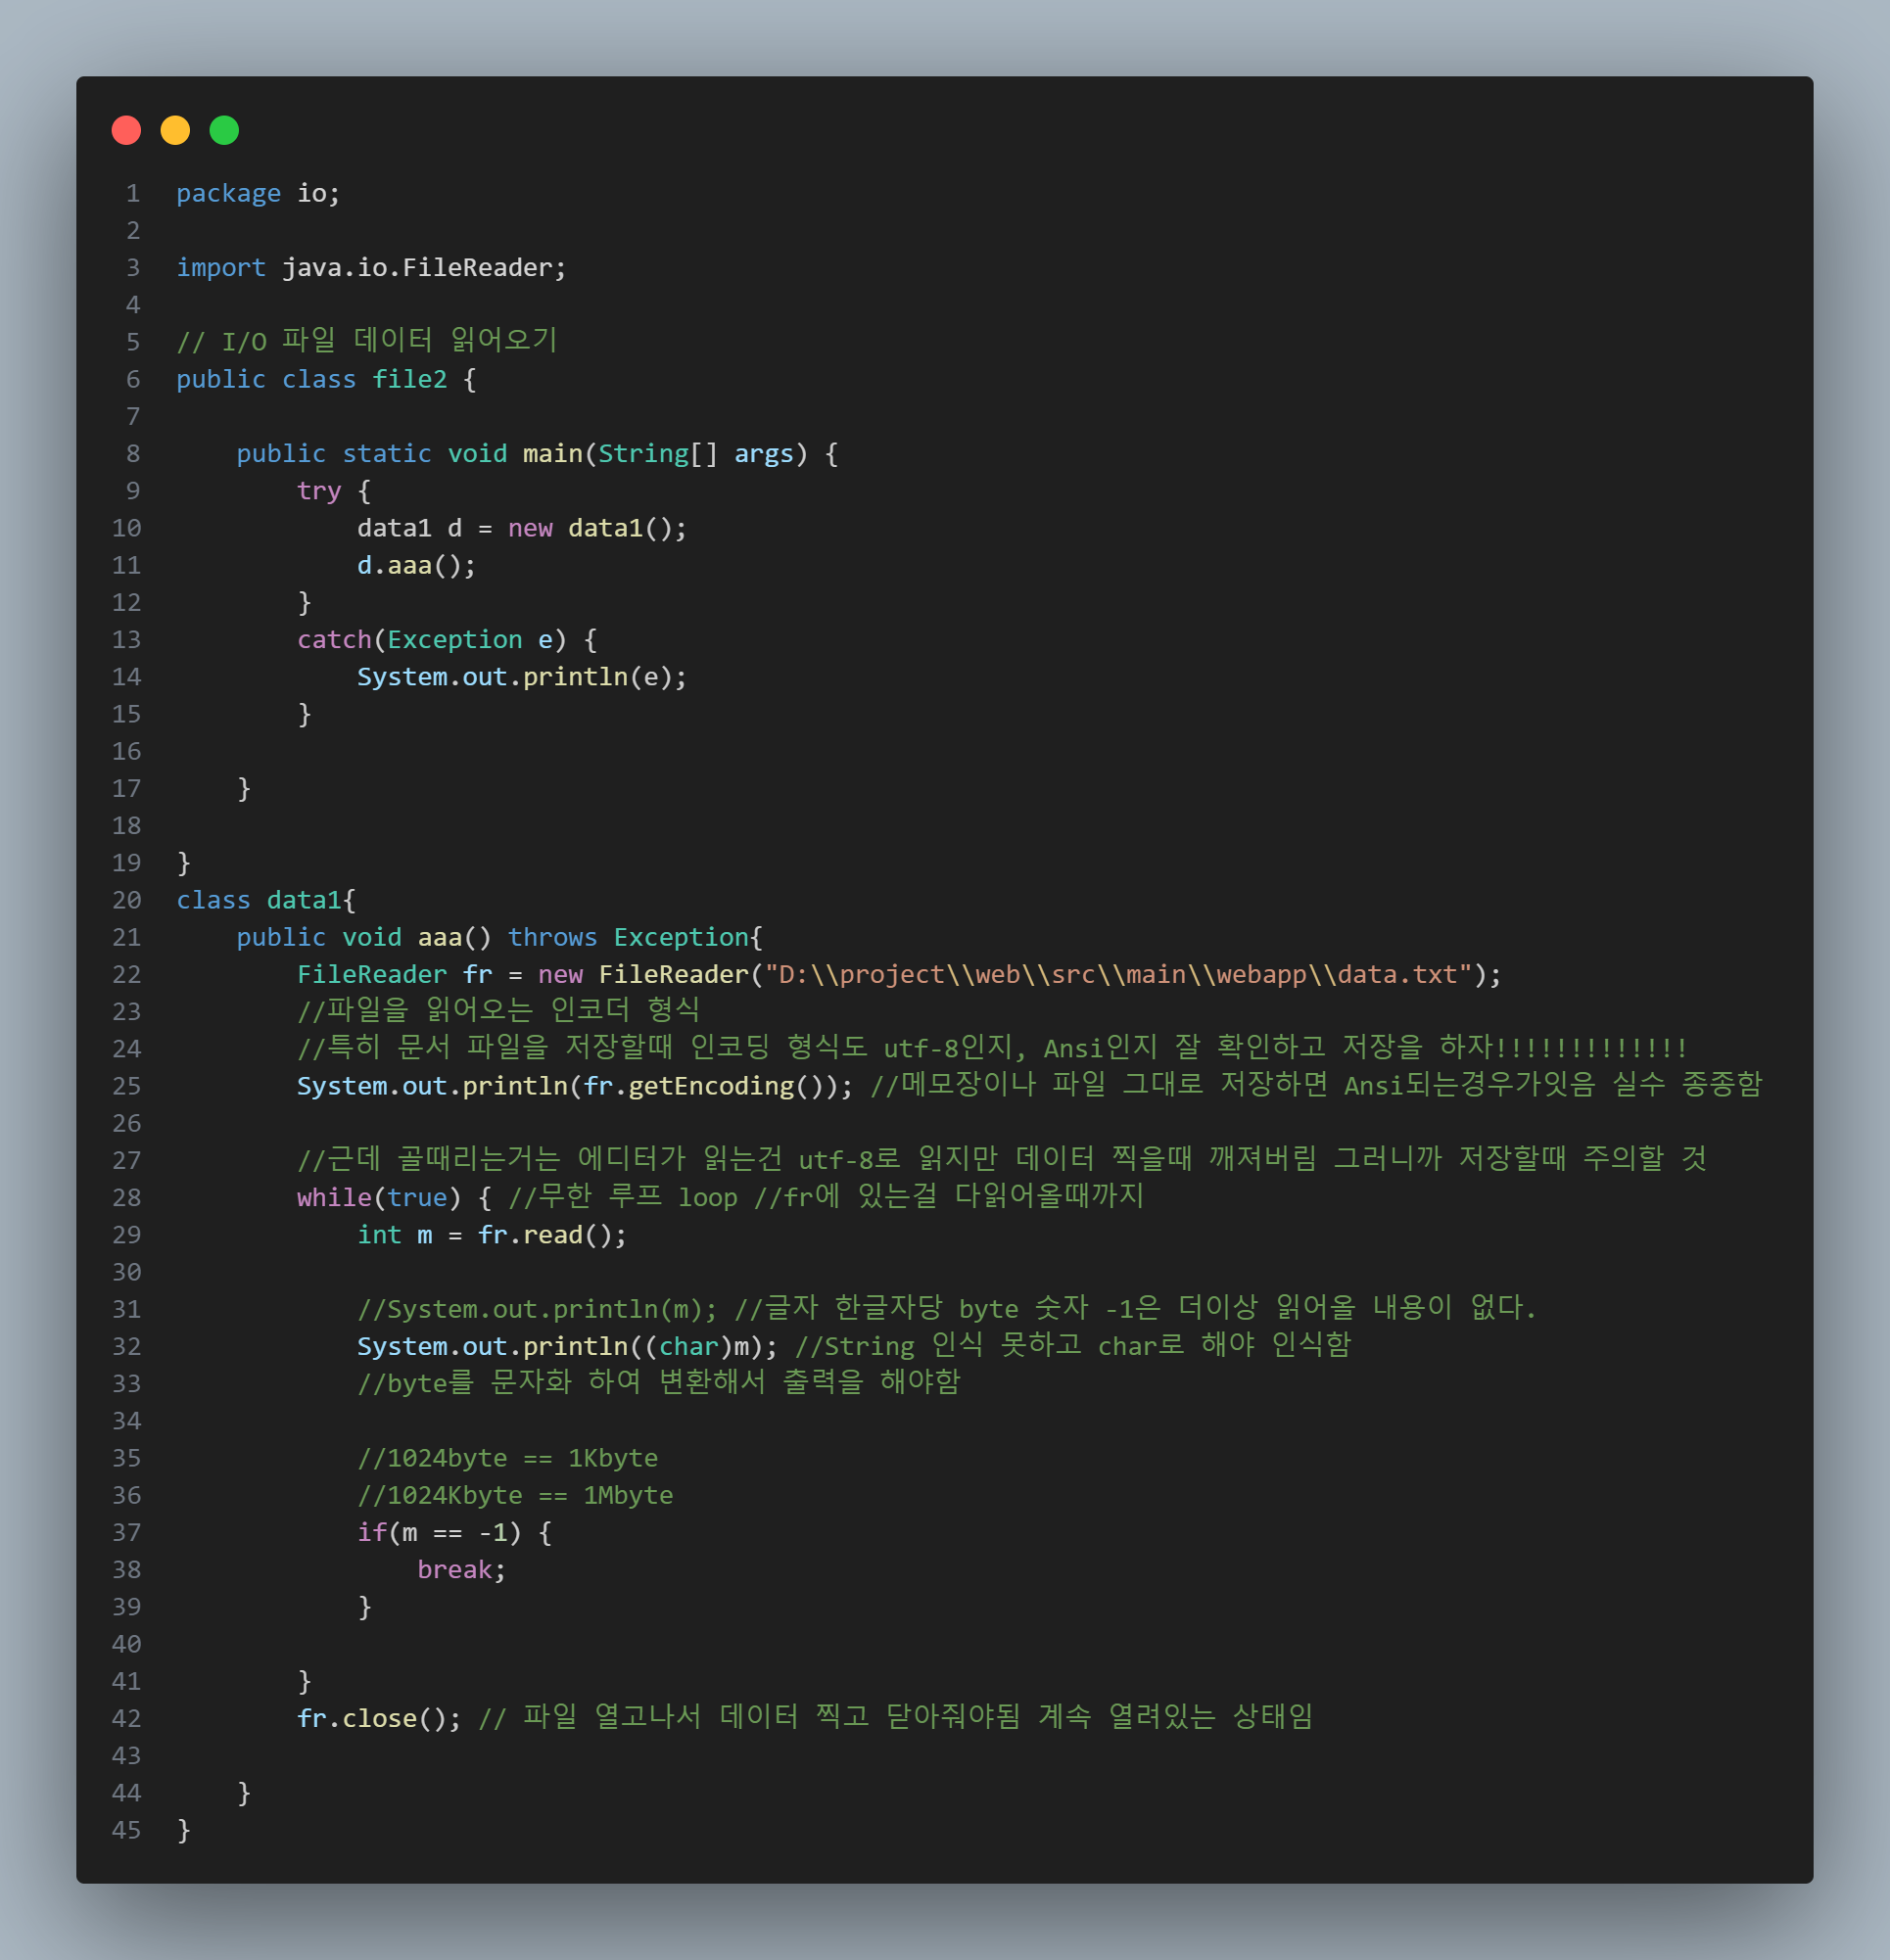 1 package io;
2
3 import java.io.FileReader;
4
5 // I/O 파일 데이터 읽어오기
6 public class file2 {
7
8     public static void main(String[] args) {
9         try {
10             data1 d = new data1();
11             d.aaa();
12         }
13         catch(Exception e) {
14             System.out.println(e);
15         }
16
17     }
18
19 }
20 class data1{
21     public void aaa() throws Exception{
22         FileReader fr = new FileReader("D:\\project\\web\\src\\main\\webapp\\data.txt");
23         //파일을 읽어오는 인코더 형식
24         //특히 문서 파일을 저장할때 인코딩 형식도 utf-8인지, Ansi인지 잘 확인하고 저장을 하자!!!!!!!!!!!!!
25         System.out.println(fr.getEncoding()); //메모장이나 파일 그대로 저장하면 Ansi되는경우가잇음 실수 종종함
26
27         //근데 골때리는거는 에디터가 읽는건 utf-8로 읽지만 데이터 찍을때 깨져버림 그러니까 저장할때 주의할 것
28         while(true) { //무한 루프 loop //fr에 있는걸 다읽어올때까지
29             int m = fr.read();
30
31             //System.out.println(m); //글자 한글자당 byte 숫자 -1은 더이상 읽어올 내용이 없다.
32             System.out.println((char)m); //String 인식 못하고 char로 해야 인식함
33             //byte를 문자화 하여 변환해서 출력을 해야함
34
35             //1024byte == 1Kbyte
36             //1024Kbyte == 1Mbyte
37             if(m == -1) {
38                 break;
39             }
40
41         }
42         fr.close(); // 파일 열고나서 데이터 찍고 닫아줘야됨 계속 열려있는 상태임
43
44     }
45 }